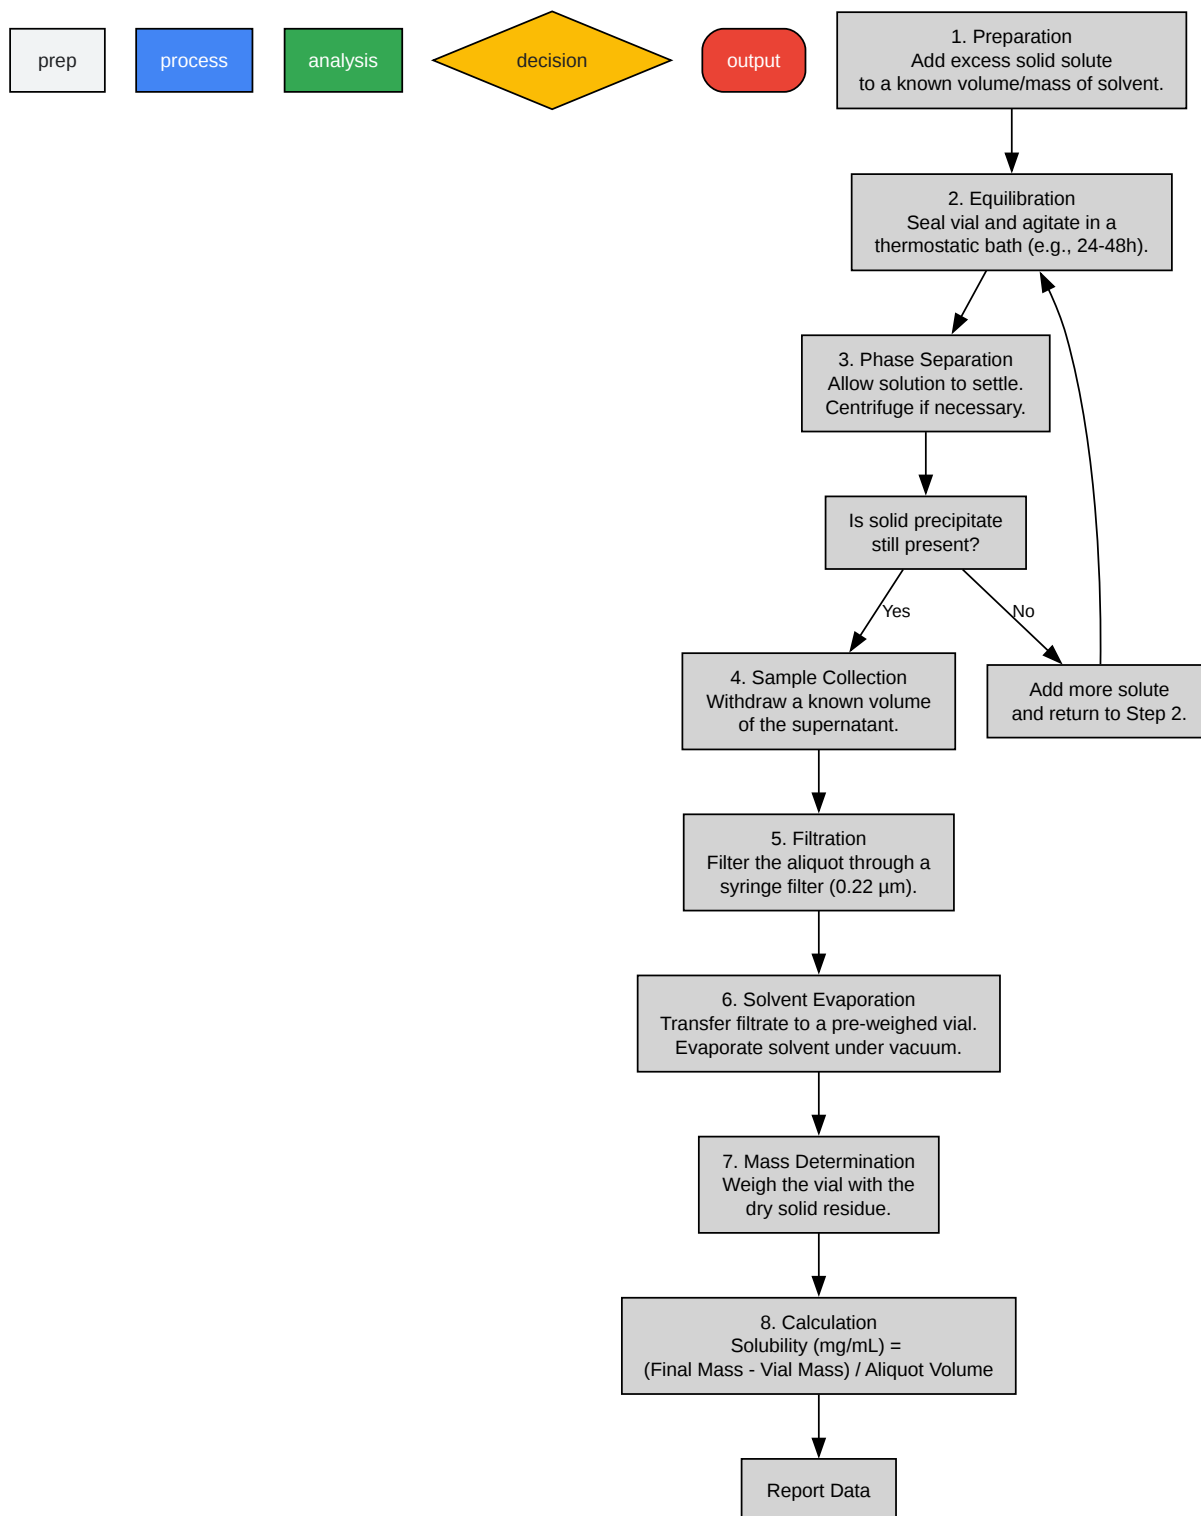 prep
process
analysis
decision
output
1. Preparation
Add excess solid solute
to a known volume/mass of solvent.
2. Equilibration
Seal vial and agitate in a
thermostatic bath (e.g., 24-48h).
3. Phase Separation
Allow solution to settle.
Centrifuge if necessary.
Is solid precipitate
still present?
Yes
No
4. Sample Collection
Withdraw a known volume
of the supernatant.
Add more solute
and return to Step 2.
5. Filtration
Filter the aliquot through a
syringe filter (0.22 µm).
6. Solvent Evaporation
Transfer filtrate to a pre-weighed vial.
Evaporate solvent under vacuum.
7. Mass Determination
Weigh the vial with the
dry solid residue.
8. Calculation
Solubility (mg/mL) =
(Final Mass - Vial Mass) / Aliquot Volume
Report Data